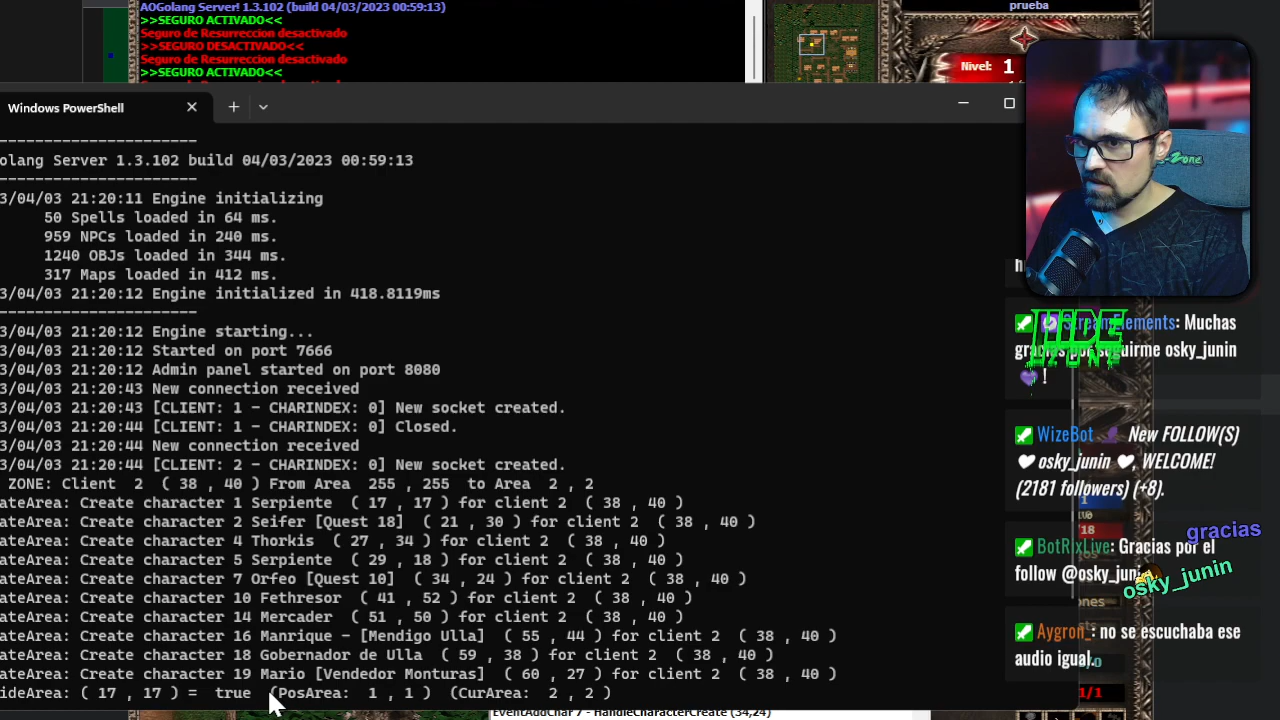 AOGolang Server! 1.3.102 (build 04/03/2023 00:59:13)
>>SEGURO ACTIVADO<<
Seguro de Resurreccion desactivado
>>SEGURO DESACTIVADO<<
Seguro de Resurreccion desactivado
>>SEGURO ACTIVADO<<
prueba
Nivel: 1
Windows PowerShell
----------------------
olang Server 1.3.102 build 04/03/2023 00:59:13
----------------------
3/04/03 21:20:11 Engine initializing
50 Spells loaded in 64 ms.
959 NPCs loaded in 240 ms.
1240 OBJs loaded in 344 ms.
317 Maps loaded in 412 ms.
3/04/03 21:20:12 Engine initialized in 418.8119ms
----------------------
3/04/03 21:20:12 Engine starting...
3/04/03 21:20:12 Started on port 7666
3/04/03 21:20:12 Admin panel started on port 8080
3/04/03 21:20:43 New connection received
3/04/03 21:20:43 [CLIENT: 1 - CHARINDEX: 0] New socket created.
3/04/03 21:20:44 [CLIENT: 1 - CHARINDEX: 0] Closed.
3/04/03 21:20:44 New connection received
3/04/03 21:20:44 [CLIENT: 2 - CHARINDEX: 0] New socket created.
ZONE: Client 2 ( 38 , 40 ) From Area 255 , 255 to Area 2 , 2
ateArea: Create character 1 Serpiente ( 17 , 17 ) for client 2 ( 38 , 40 )
ateArea: Create character 2 Seifer [Quest 18] ( 21 , 30 ) for client 2 ( 38 , 40 )
ateArea: Create character 4 Thorkis ( 27 , 34 ) for client 2 ( 38 , 40 )
ateArea: Create character 5 Serpiente ( 29 , 18 ) for client 2 ( 38 , 40 )
ateArea: Create character 7 Orfeo [Quest 10] ( 34 , 24 ) for client 2 ( 38 , 40 )
ateArea: Create character 10 Fethresor ( 41 , 52 ) for client 2 ( 38 , 40 )
ateArea: Create character 14 Mercader ( 51 , 50 ) for client 2 ( 38 , 40 )
ateArea: Create character 16 Manrique - [Mendigo Ulla] ( 55 , 44 ) for client 2 ( 38 , 40 )
ateArea: Create character 18 Gobernador de Ulla ( 59 , 38 ) for client 2 ( 38 , 40 )
ateArea: Create character 19 Mario [Vendedor Monturas] ( 60 , 27 ) for client 2 ( 38 , 40 )
ideArea: ( 17 , 17 ) = true (PosArea: 1 , 1 ) (CurArea: 2 , 2 )
EventAddChar 7 - HandleCharacterCreate (34,24)
HIDE
ZONE
StreamElements: Muchas
gracias por seguirme osky_junin
!
WizeBot New FOLLOW(S)
osky_junin , WELCOME!
(2181 followers) (+8).
gracias
BotRixLive: Gracias por el
follow @osky_juni
osky_junin
Aygron_: no se escuchaba ese
audio igual.
1/1